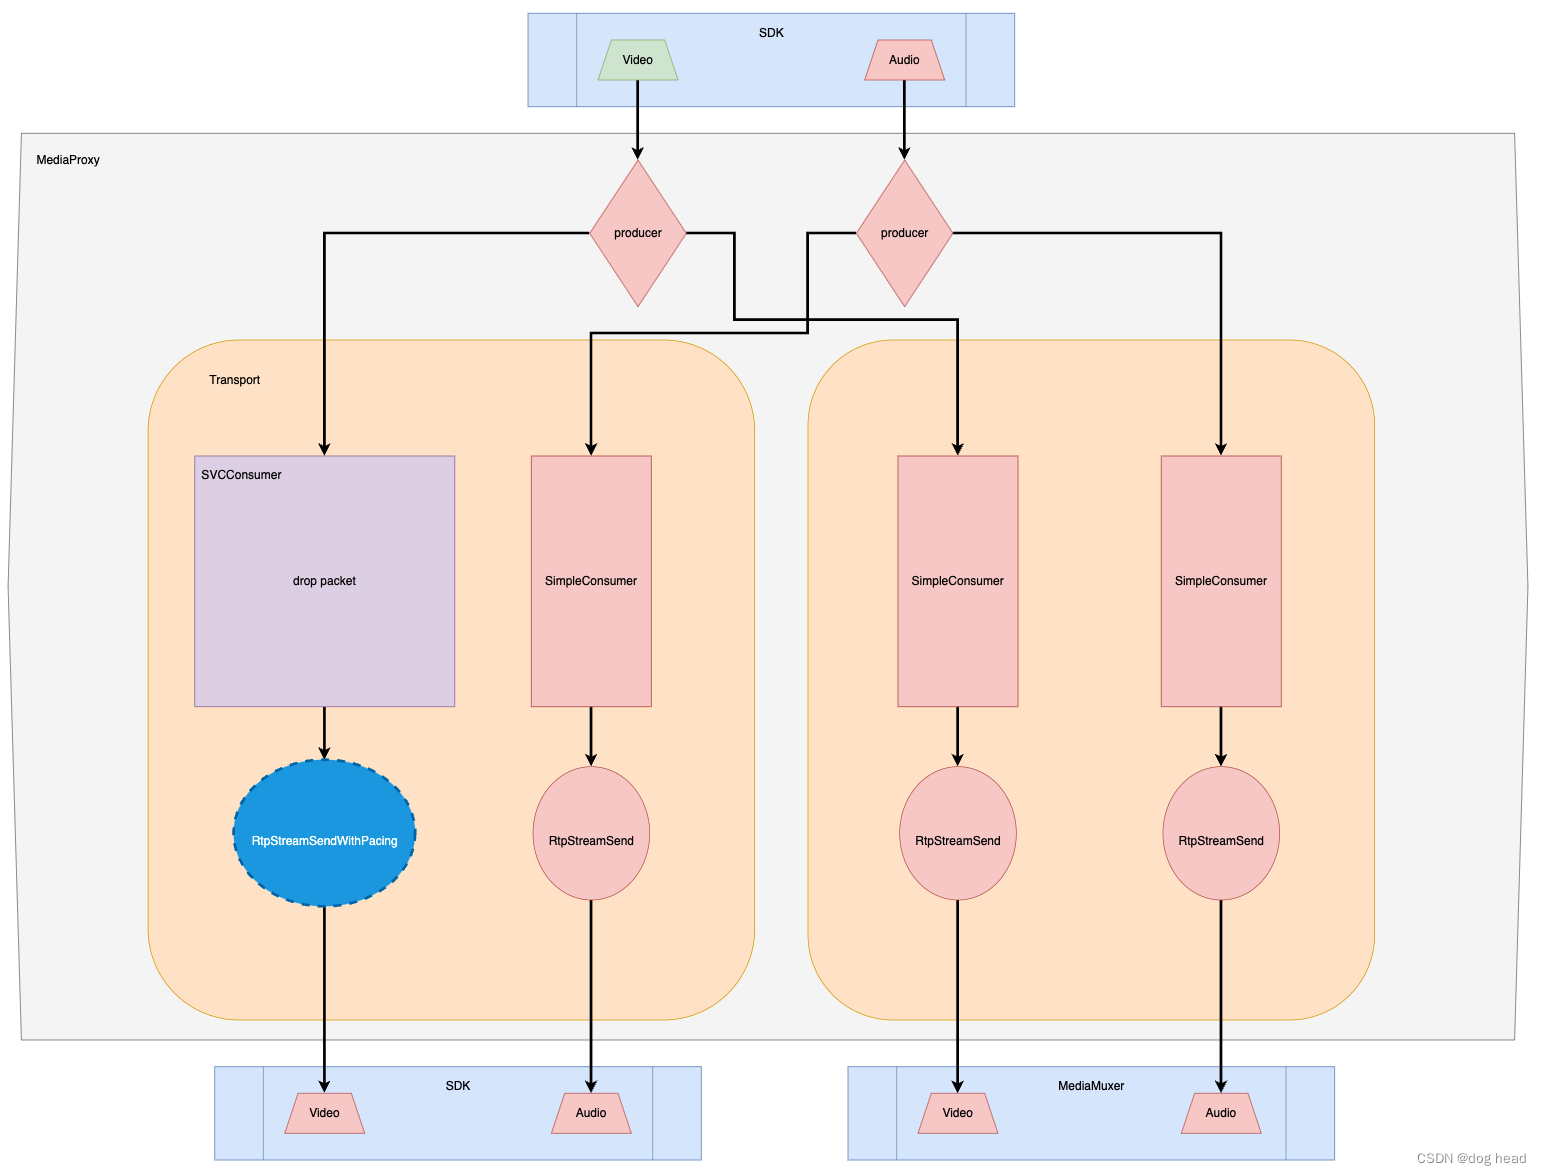 SDK
Video
Audio
MediaProxy
producer
producer
Transport
SVCConsumer
drop packet
SimpleConsumer
SimpleConsumer
SimpleConsumer
RtpStreamSendWithPacing
RtpStreamSend
RtpStreamSend
RtpStreamSend
SDK
Video
Audio
MediaMuxer
Video
Audio
CSDN @dog head